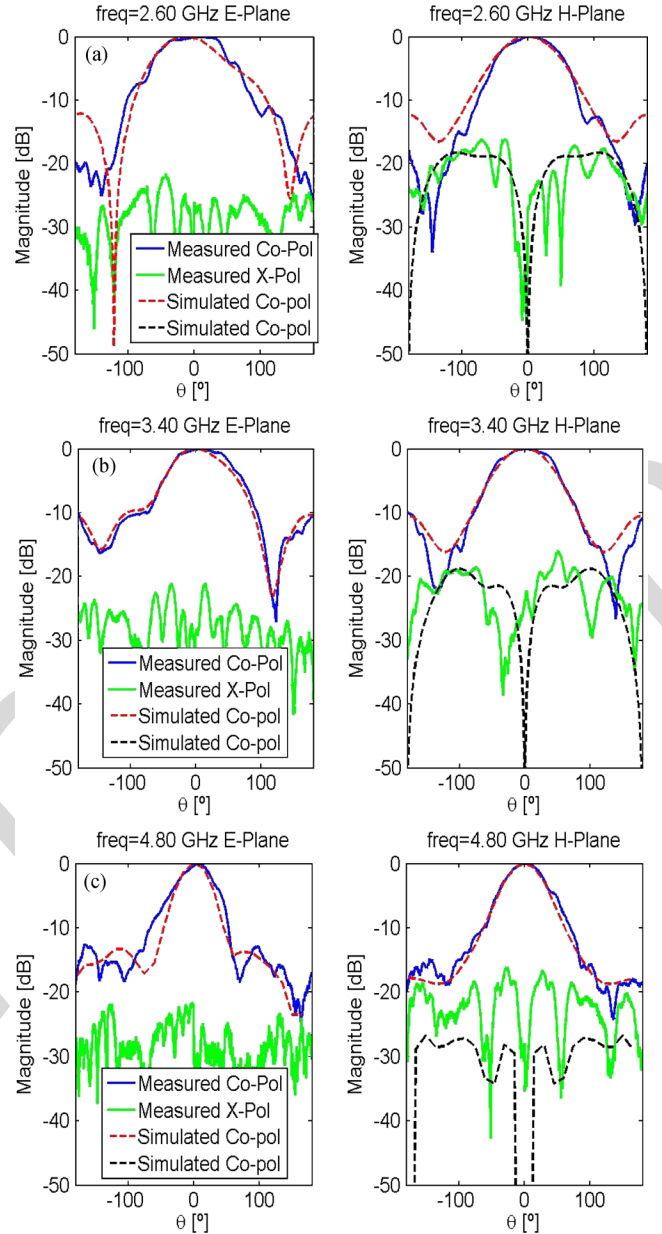 freq=2.60 GHz E-Plane
freq=2.60 GHz H-Plane
(a)
0
-10
-20
-30
-40
-50
Magnitude [dB]
-100
0
100
θ [º]
Measured Co-Pol
Measured X-Pol
Simulated Co-pol
Simulated Co-pol
0
-10
-20
-30
-40
-50
Magnitude [dB]
-100
0
100
θ [º]
freq=3.40 GHz E-Plane
freq=3.40 GHz H-Plane
(b)
0
-10
-20
-30
-40
-50
Magnitude [dB]
-100
0
100
θ [º]
Measured Co-Pol
Measured X-Pol
Simulated Co-pol
Simulated Co-pol
0
-10
-20
-30
-40
-50
Magnitude [dB]
-100
0
100
θ [º]
freq=4.80 GHz E-Plane
freq=4.80 GHz H-Plane
(c)
0
-10
-20
-30
-40
-50
Magnitude [dB]
-100
0
100
θ [º]
Measured Co-Pol
Measured X-Pol
Simulated Co-pol
Simulated Co-pol
0
-10
-20
-30
-40
-50
Magnitude [dB]
-100
0
100
θ [º]